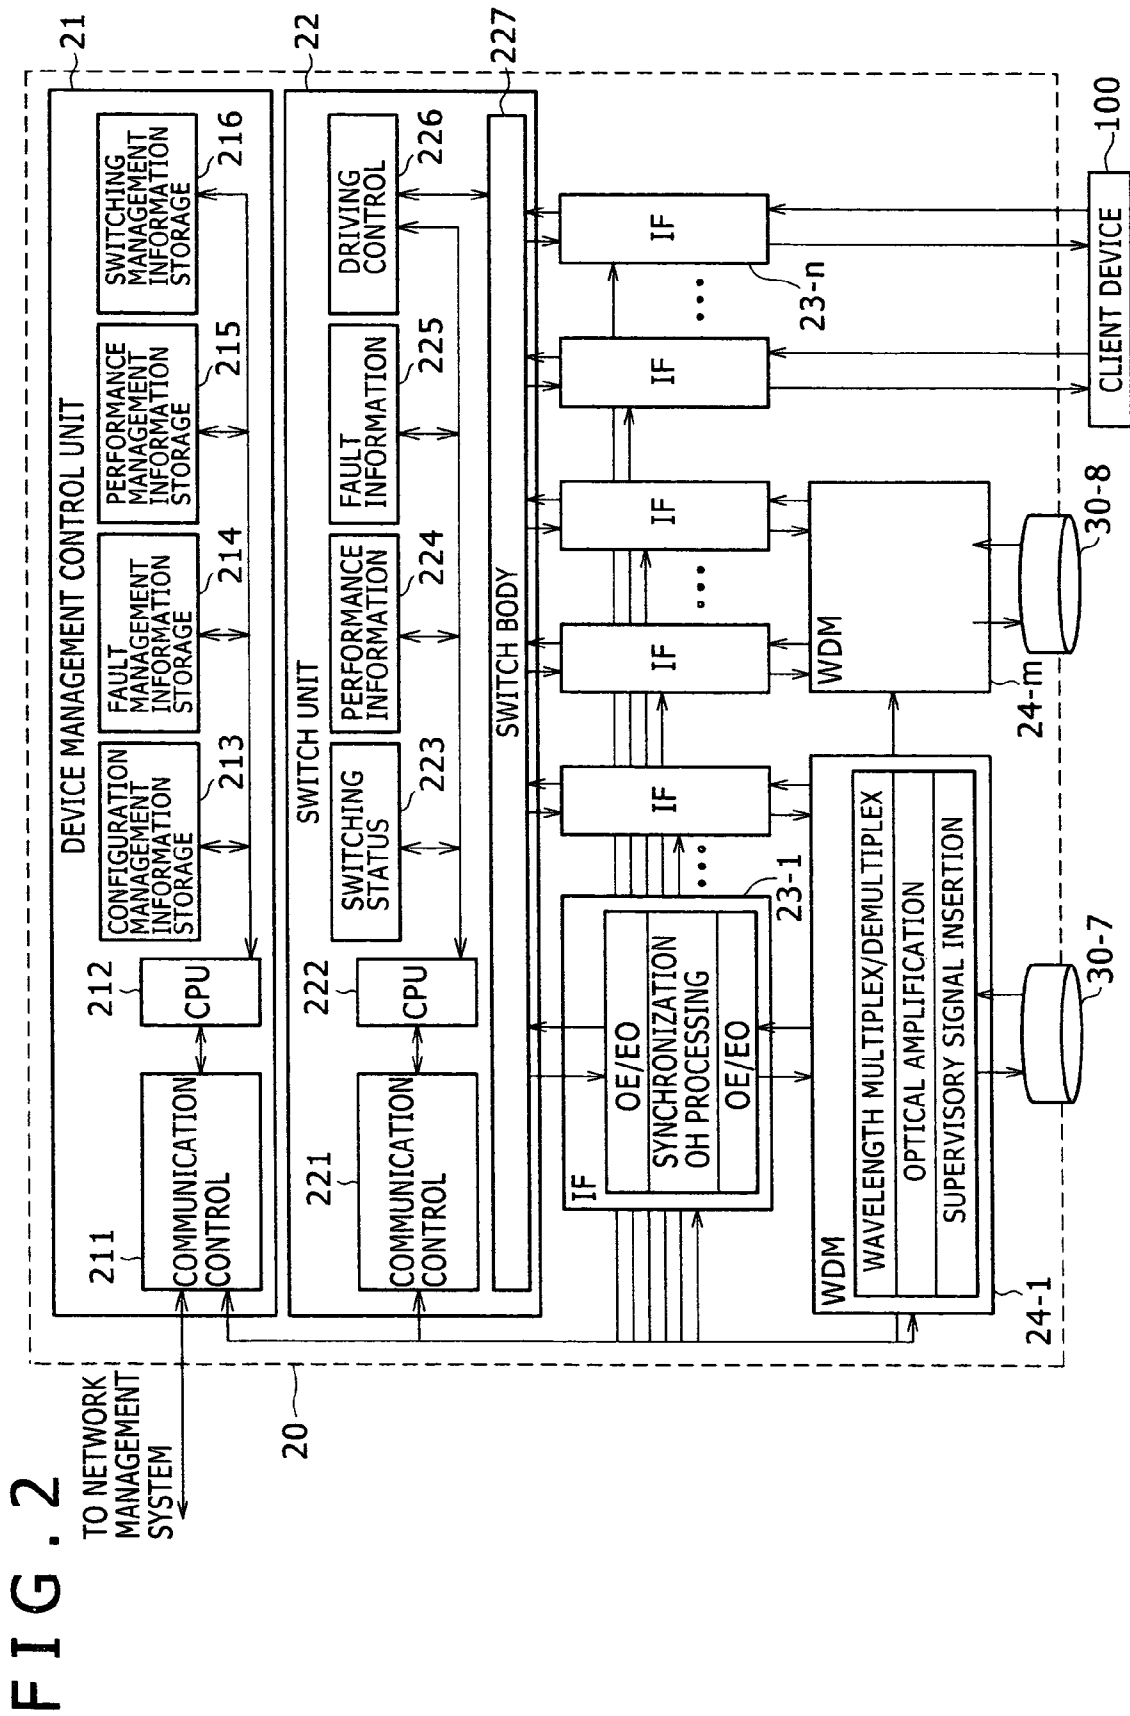 FIG.2
TO NETWORK
MANAGEMENT
SYSTEM
20
DEVICE MANAGEMENT CONTROL UNIT
21
211
COMMUNICATION
CONTROL
212
CPU
CONFIGURATION
MANAGEMENT
INFORMATION
STORAGE
213
FAULT
MANAGEMENT
INFORMATION
STORAGE
214
PERFORMANCE
MANAGEMENT
INFORMATION
STORAGE
215
SWITCHING
MANAGEMENT
INFORMATION
STORAGE
216
SWITCH UNIT
22
221
COMMUNICATION
CONTROL
222
CPU
SWITCHING
STATUS
223
PERFORMANCE
INFORMATION
224
FAULT
INFORMATION
225
DRIVING
CONTROL
226
SWITCH BODY
227
IF
OE/EO
SYNCHRONIZATION
OH PROCESSING
OE/EO
23-1
IF
IF
IF
IF
IF
23-n
WDM
WAVELENGTH MULTIPLEX/DEMULTIPLEX
OPTICAL AMPLIFICATION
SUPERVISORY SIGNAL INSERTION
24-1
WDM
24-m
30-7
30-8
CLIENT DEVICE
100